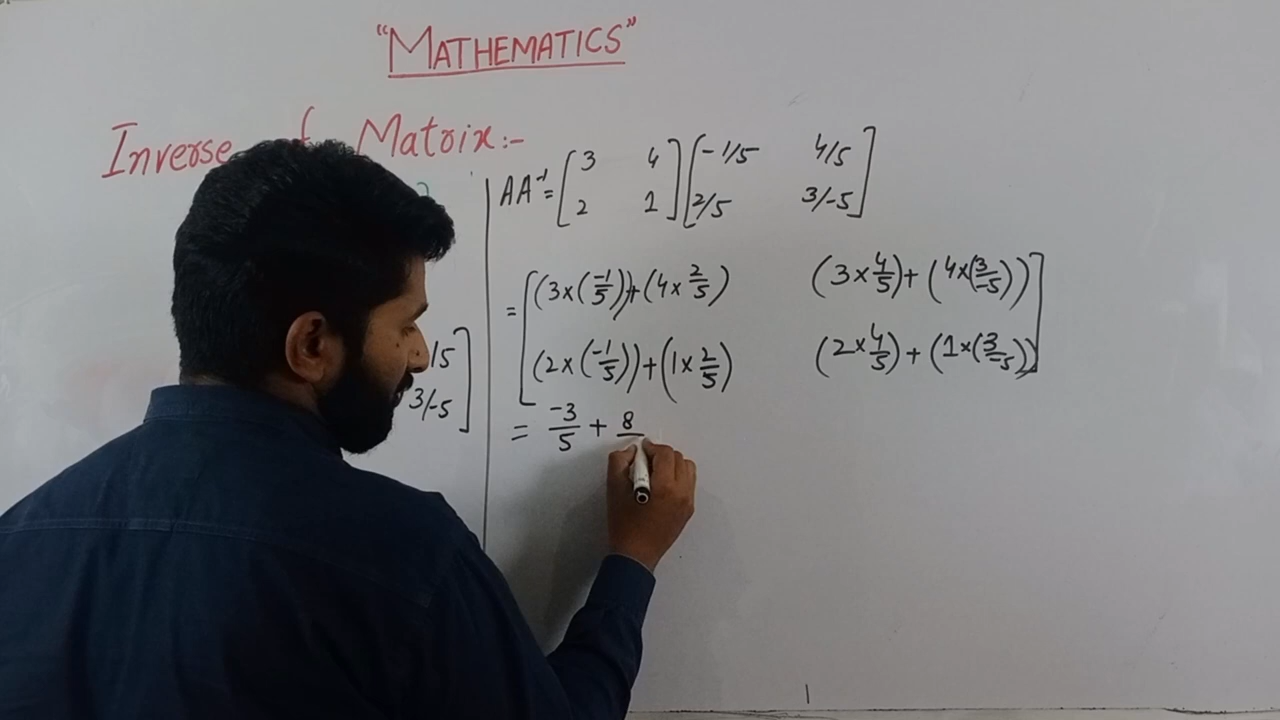 "MATHEMATICS"
Inverse of Matrix:-
AA⁻¹ = [3 4 2 1] [-1/5 4/5 2/5 3/-5]
= [(3×(-1/5))+(4×2/5) (3×4/5)+(4×(3/-5))
(2×(-1/5))+(1×2/5) (2×4/5)+(1×(3/-5))]
= -3/5 + 8
15
3/-5]